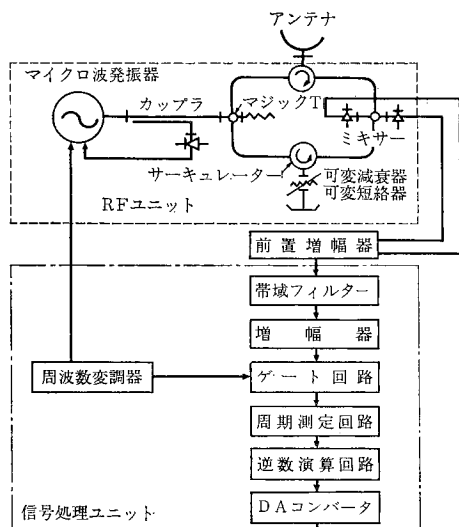 アンテナ
マイクロ波発振器
カップラ
マジックT
ミキサー
サーキュレーター
可変減衰器
可変短絡器
RFユニット
前置増幅器
帯域フィルター
増幅器
周波数変調器
ゲート回路
周期測定回路
逆数演算回路
信号処理ユニット
DAコンバータ